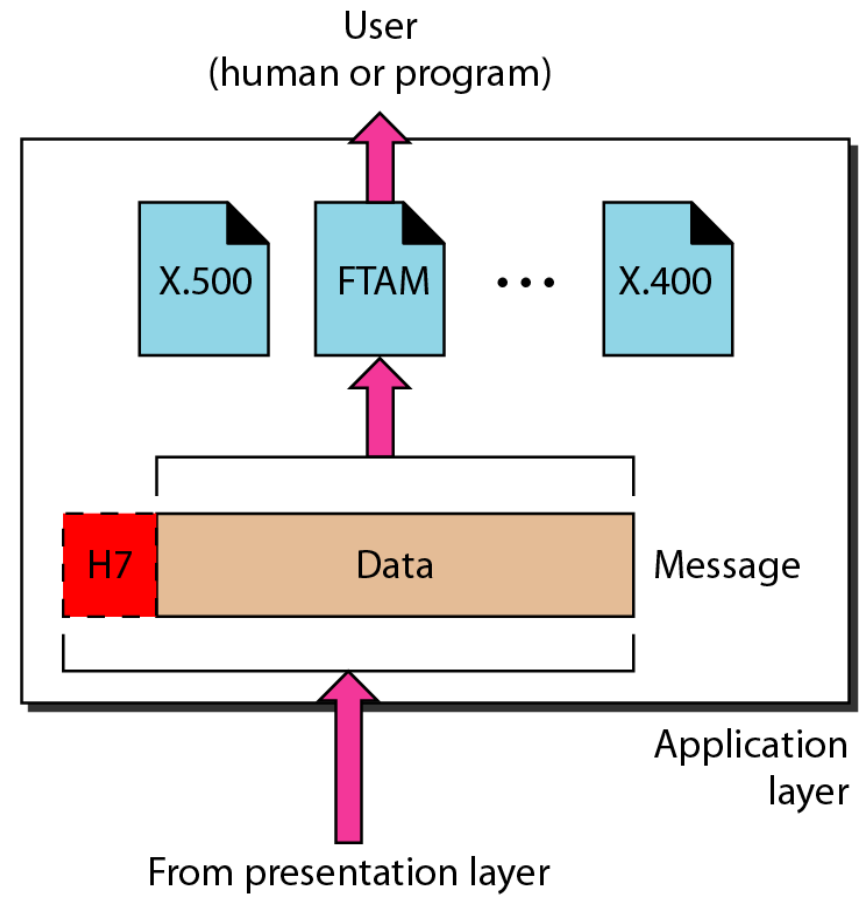 User
(human or program)
X.500 FTAM ... X.400
H7 Data Message
Application
layer
From presentation layer